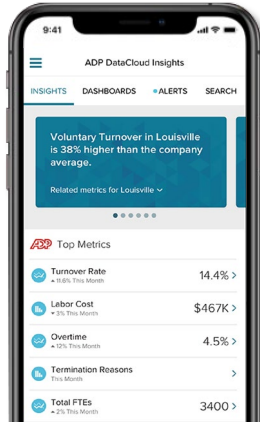 9:41
ADP DataCloud Insights
INSIGHTS DASHBOARDS ALERTS SEARCH
Voluntary Turnover in Louisville
is 38% higher than the company
average.
Related metrics for Louisville
ADP Top Metrics
Turnover Rate
11.6% This Month
14.4%
Labor Cost
3% This Month
$467K
Overtime
12% This Month
4.5%
Termination Reasons
This Month
Total FTEs
2% This Month
3400